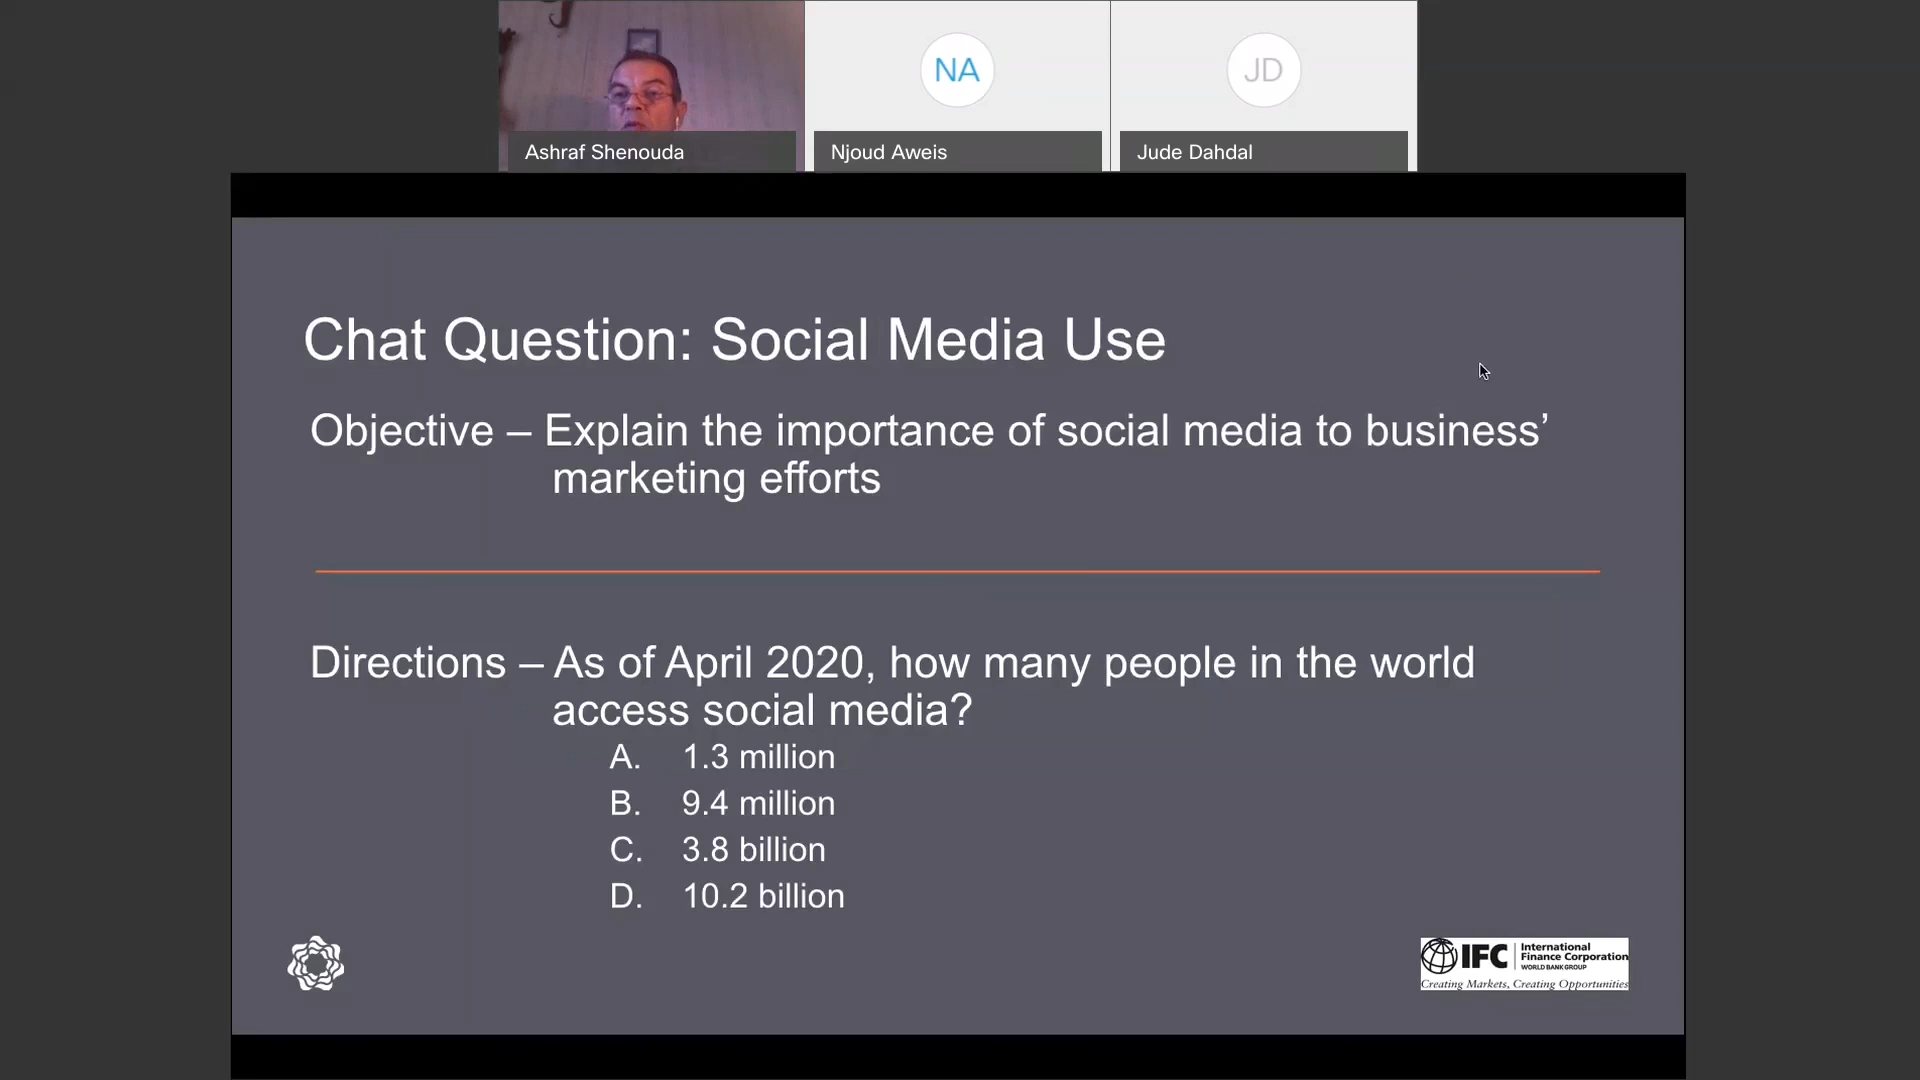 NA
JD
Ashraf Shenouda
Njoud Aweis
Jude Dahdal
Chat Question: Social Media Use
Objective – Explain the importance of social media to business’
marketing efforts
Directions – As of April 2020, how many people in the world
access social media?
A. 1.3 million
B. 9.4 million
C. 3.8 billion
D. 10.2 billion
IFC
International
Finance Corporation
WORLD BANK GROUP
Creating Markets, Creating Opportunities